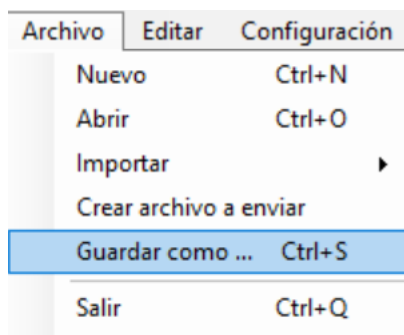 Archivo Editar Configuración
Nuevo Ctrl+N
Abrir Ctrl+O
Importar
Crear archivo a enviar
Guardar como ... Ctrl+S
Salir Ctrl+Q